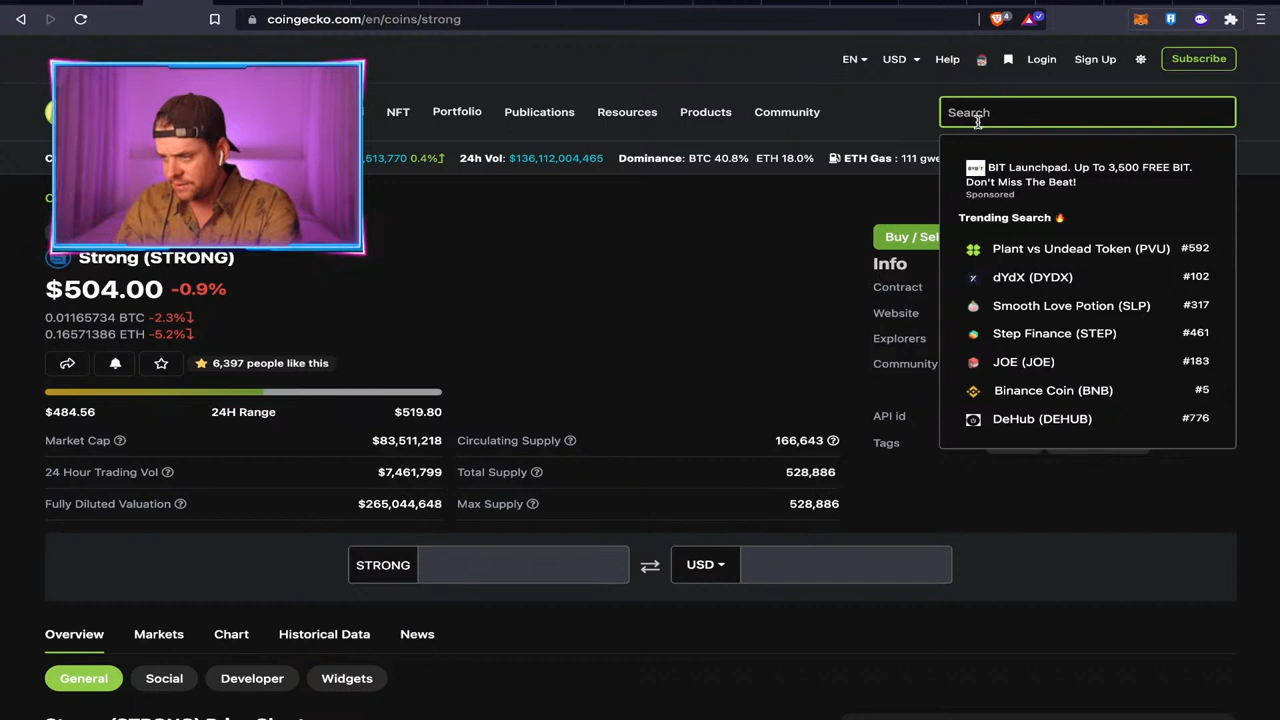 coingecko.com/en/coins/strong
4
EN
USD
Help
Login
Sign Up
Subscribe
NFT
Portfolio
Publications
Resources
Products
Community
Search
513,770 0.4%
24h Vol: $136,112,004,465
Dominance: BTC 40.8% ETH 18.0%
ETH Gas: 111 gwe
BIT Launchpad. Up To 3,500 FREE BIT.
Don't Miss The Beat!
Sponsored
Trending Search
Plant vs Undead Token (PVU) #592
dYdX (DYDX) #102
Smooth Love Potion (SLP) #317
Step Finance (STEP) #461
JOE (JOE) #183
Binance Coin (BNB) #5
DeHub (DEHUB) #776
Strong (STRONG)
$504.00 -0.9%
0.01165734 BTC -2.3%
0.16571386 ETH -5.2%
6,397 people like this
$484.56 24H Range $519.80
Market Cap $83,511,218
24 Hour Trading Vol $7,461,799
Fully Diluted Valuation $265,044,648
Circulating Supply 166,643
Total Supply 528,886
Max Supply 528,886
Buy / Sel
Info
Contract
Website
Explorers
Community
API id
Tags
STRONG
USD
Overview
Markets
Chart
Historical Data
News
General
Social
Developer
Widgets